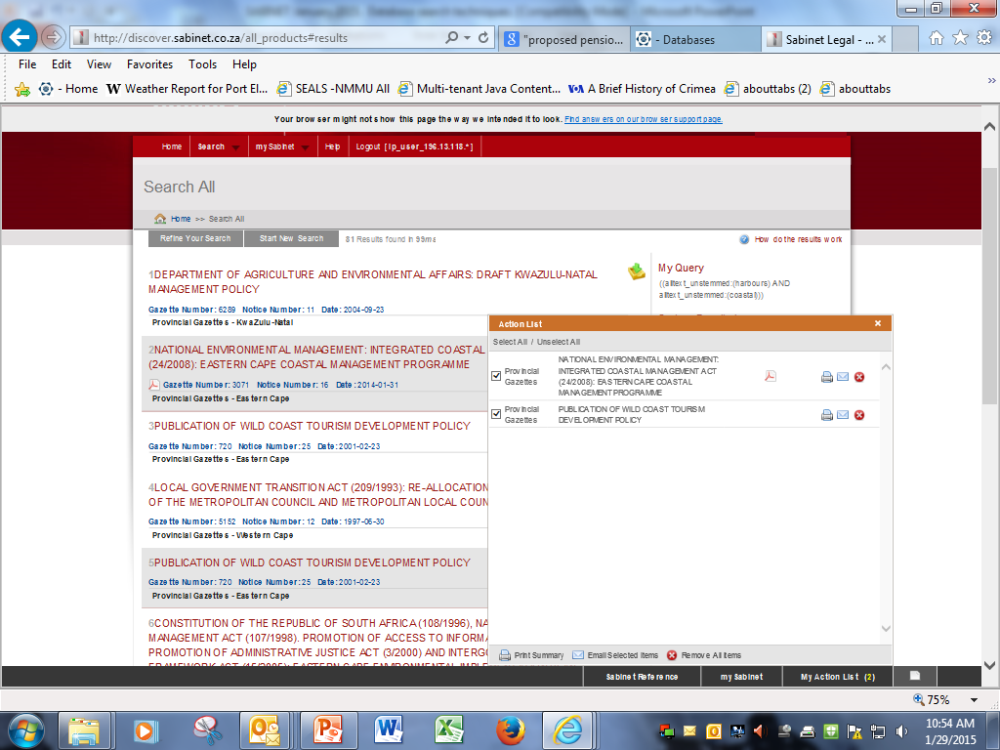 http://discover.sabinet.co.za/all_products#results
"proposed pensio...
- Databases
Sabinet Legal - ...
File Edit View Favorites Tools Help
- Home
Weather Report for Port El...
SEALS -NMMU All
Multi-tenant Java Content...
VOA A Brief History of Crimea
abouttabs (2)
abouttabs
Your browser might not show this page the way we intended it to look. Find answers on our browser support page.
Home Search mySabinet Help Logout [ip_user_196.13.118.*]
Search All
Home >> Search All
Refine Your Search Start New Search 81 Results found in 99ms
How do the results work
1DEPARTMENT OF AGRICULTURE AND ENVIRONMENTAL AFFAIRS: DRAFT KWAZULU-NATAL
MANAGEMENT POLICY
Gazette Number: 6289 Notice Number: 11 Date: 2004-09-23
Provincial Gazettes - KwaZulu-Natal
My Query
((alltext_unstemmed:(harbours) AND
alltext_unstemmed:(coastal)))
2NATIONAL ENVIRONMENTAL MANAGEMENT: INTEGRATED COASTAL
(24/2008): EASTERN CAPE COASTAL MANAGEMENT PROGRAMME
Gazette Number: 3071 Notice Number: 16 Date: 2014-01-31
Provincial Gazettes - Eastern Cape
3PUBLICATION OF WILD COAST TOURISM DEVELOPMENT POLICY
Gazette Number: 720 Notice Number: 25 Date: 2001-02-23
Provincial Gazettes - Eastern Cape
4LOCAL GOVERNMENT TRANSITION ACT (209/1993): RE-ALLOCATION
OF THE METROPOLITAN COUNCIL AND METROPOLITAN LOCAL COUN
Gazette Number: 5152 Notice Number: 12 Date: 1997-06-30
Provincial Gazettes - Western Cape
5PUBLICATION OF WILD COAST TOURISM DEVELOPMENT POLICY
Gazette Number: 720 Notice Number: 25 Date: 2001-02-23
Provincial Gazettes - Eastern Cape
6CONSTITUTION OF THE REPUBLIC OF SOUTH AFRICA (108/1996), NA
MANAGEMENT ACT (107/1998). PROMOTION OF ACCESS TO INFORMA
PROMOTION OF ADMINISTRATIVE JUSTICE ACT (3/2000) AND INTERG
Action List
Select All / Unselect All
Provincial
Gazettes
NATIONAL ENVIRONMENTAL MANAGEMENT:
INTEGRATED COASTAL MANAGEMENT ACT
(24/2008): EASTERN CAPE COASTAL
MANAGEMENT PROGRAMME
Provincial
Gazettes
PUBLICATION OF WILD COAST TOURISM
DEVELOPMENT POLICY
Print Summary Email Selected Items Remove All Items
Sabinet Reference my Sabinet My Action List (2)
75%
10:54 AM
1/29/2015